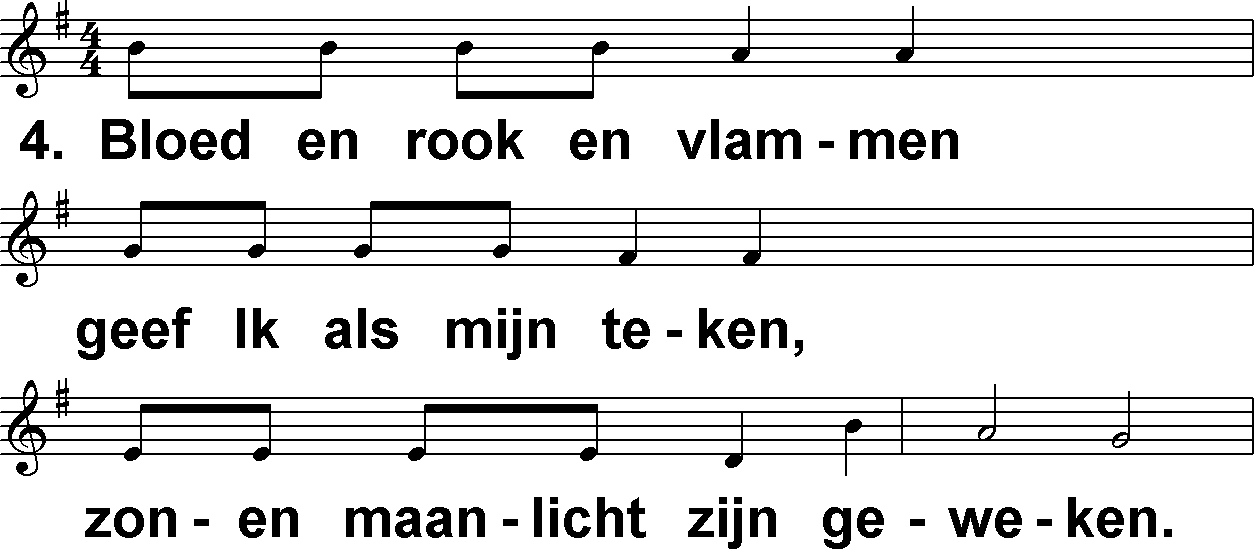 4. Bloed en rook en vlam - men
geef Ik als mijn te - ken,
zon - en maan - licht zijn ge - we - ken.